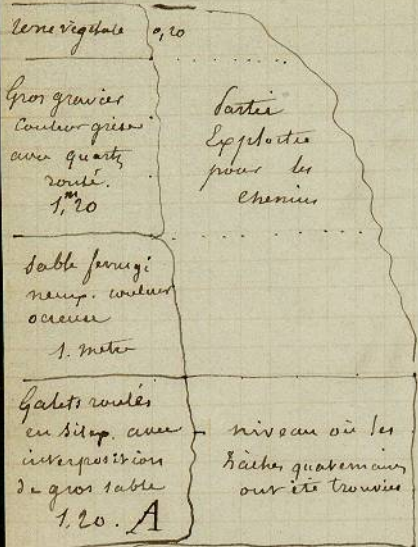 Terre végétale 0,20
Gros gravier
couleur grise
avec quartz
roulé.
1,m20
Partie
Exploitée
pour les
chemins
Sable ferrugi
neux. couleur
ocreuse
1. mètre
Galets roulés
en Silex. avec
interposition
de gros sable
1,20. A
niveau où les
haches quaternaires
ont été trouvées